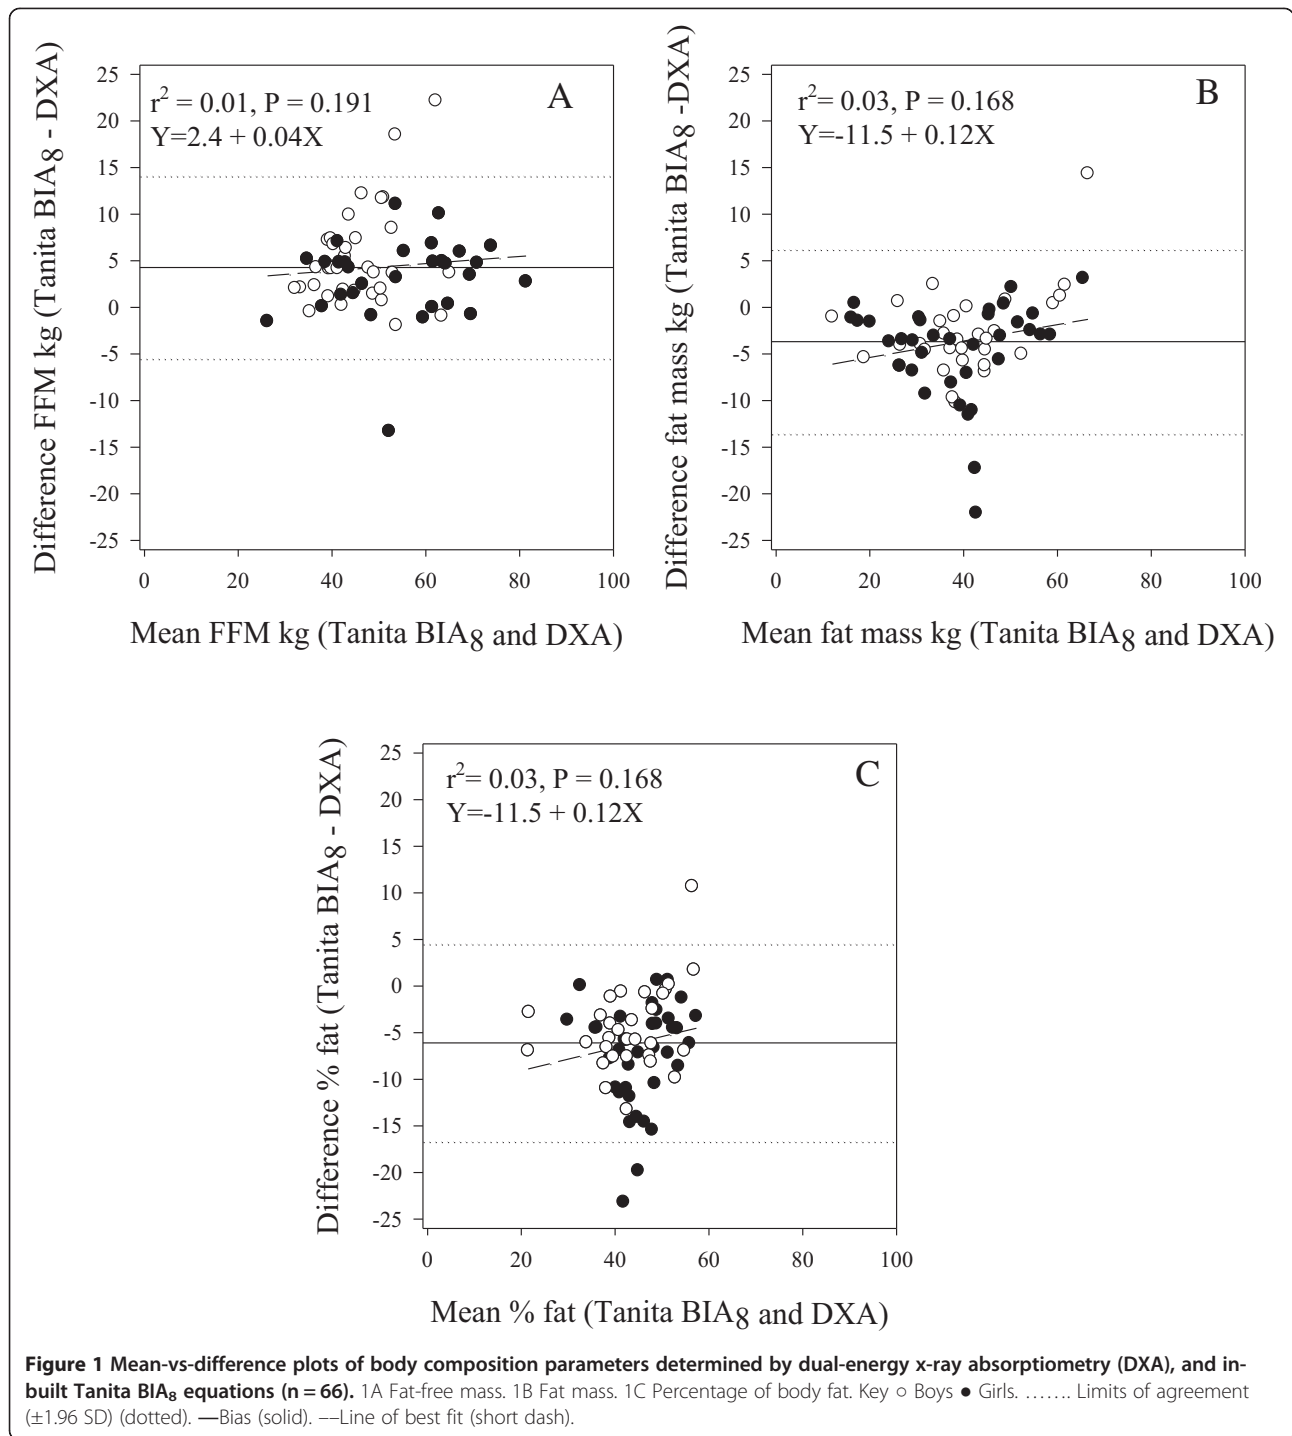 Difference FFM kg (Tanita BIA8 - DXA)
25
20
15
10
5
0
-5
-10
-15
-20
-25
r2 = 0.01, P = 0.191
Y=2.4 + 0.04X
A
0 20 40 60 80 100
Mean FFM kg (Tanita BIA8 and DXA)
Difference fat mass kg (Tanita BIA8 -DXA)
25
20
15
10
5
0
-5
-10
-15
-20
-25
r2= 0.03, P = 0.168
Y=-11.5 + 0.12X
B
0 20 40 60 80 100
Mean fat mass kg (Tanita BIA8 and DXA)
Difference % fat (Tanita BIA8 - DXA)
25
20
15
10
5
0
-5
-10
-15
-20
-25
r2= 0.03, P = 0.168
Y=-11.5 + 0.12X
C
0 20 40 60 80 100
Mean % fat (Tanita BIA8 and DXA)
Figure 1 Mean-vs-difference plots of body composition parameters determined by dual-energy x-ray absorptiometry (DXA), and in-
built Tanita BIA8 equations (n = 66). 1A Fat-free mass. 1B Fat mass. 1C Percentage of body fat. Key ○ Boys ● Girls. ……. Limits of agreement
(±1.96 SD) (dotted). —Bias (solid). --Line of best fit (short dash).